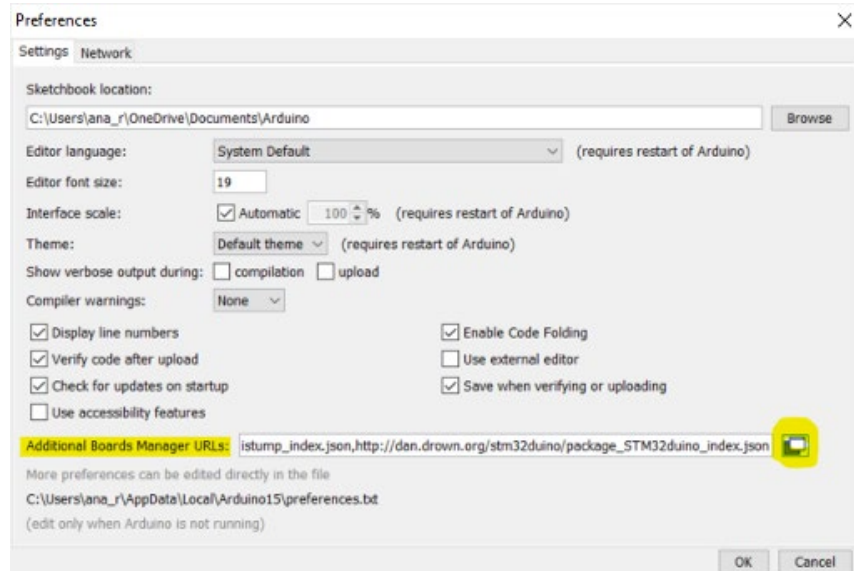 Preferences
Settings Network
Sketchbook location:
C:\Users\ana_r\OneDrive\Documents\Arduino Browse
Editor language: System Default (requires restart of Arduino)
Editor font size: 19
Interface scale: Automatic 100 % (requires restart of Arduino)
Theme: Default theme (requires restart of Arduino)
Show verbose output during: compilation upload
Compiler warnings: None
Display line numbers Enable Code Folding
Verify code after upload Use external editor
Check for updates on startup Save when verifying or uploading
Use accessibility features
Additional Boards Manager URLs: istump_index.json,http://dan.drown.org/stm32duino/package_STM32duino_index.json
More preferences can be edited directly in the file
C:\Users\ana_r\AppData\Local\Arduino15\preferences.txt
(edit only when Arduino is not running)
OK Cancel